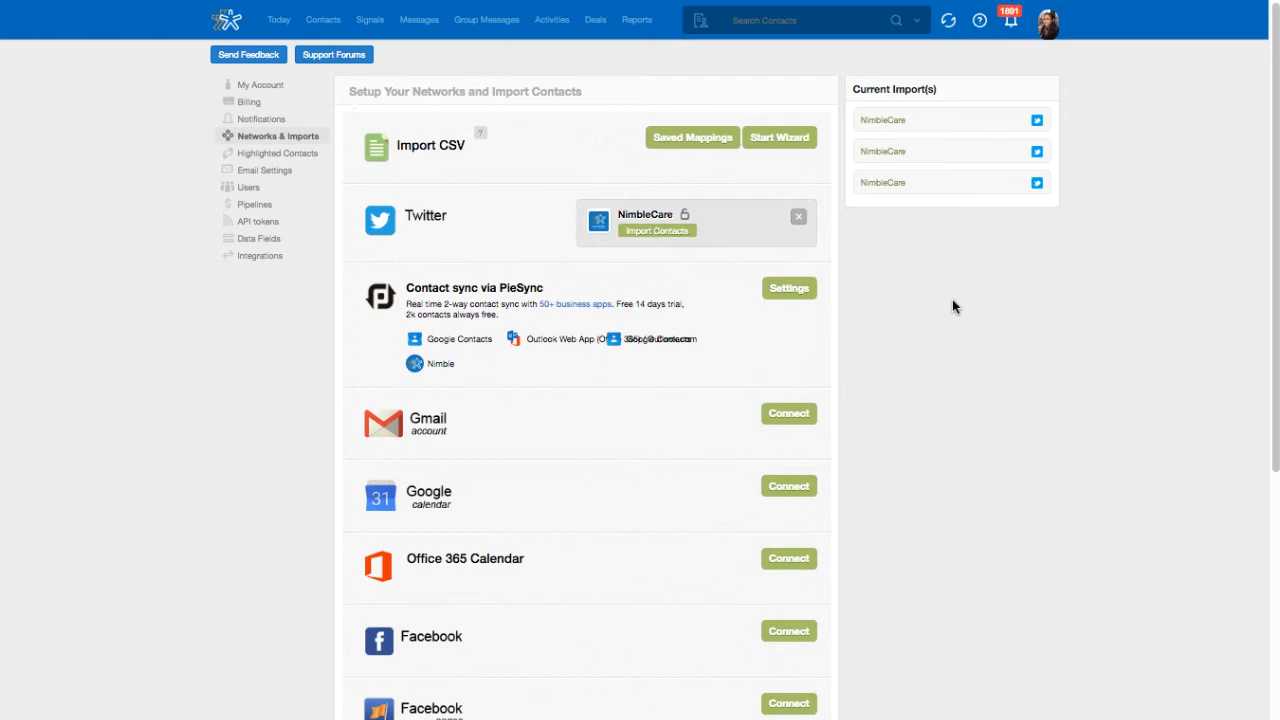 Today Contacts Signals Messages Group Messages Activities Deals Reports Search Contacts 1891
Send Feedback Support Forums
My Account
Billing
Notifications
Networks & Imports
Highlighted Contacts
Email Settings
Users
Pipelines
API tokens
Data Fields
Integrations
Setup Your Networks and Import Contacts
Import CSV ? Saved Mappings Start Wizard
Twitter
NimbleCare
Import Contacts
Contact sync via PieSync Settings
Real time 2-way contact sync with 50+ business apps. Free 14 days trial,
2k contacts always free.
Google Contacts Outlook Web App
Nimble
Gmail Connect
account
31 Google Connect
calendar
Office 365 Calendar Connect
Facebook Connect
Facebook Connect
Current Import(s)
NimbleCare
NimbleCare
NimbleCare